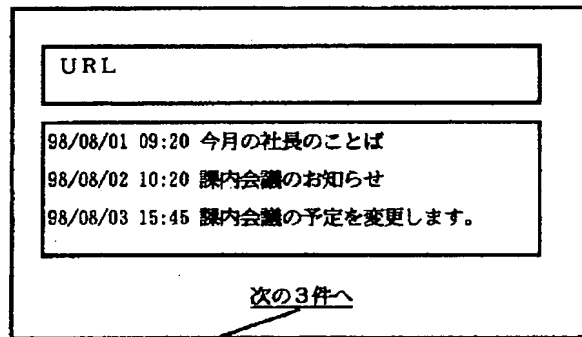 URL
98/08/01 09:20 今月の社長のことば
98/08/02 10:20 課内会議のお知らせ
98/08/03 15:45 課内会議の予定を変更します。
次の3件へ